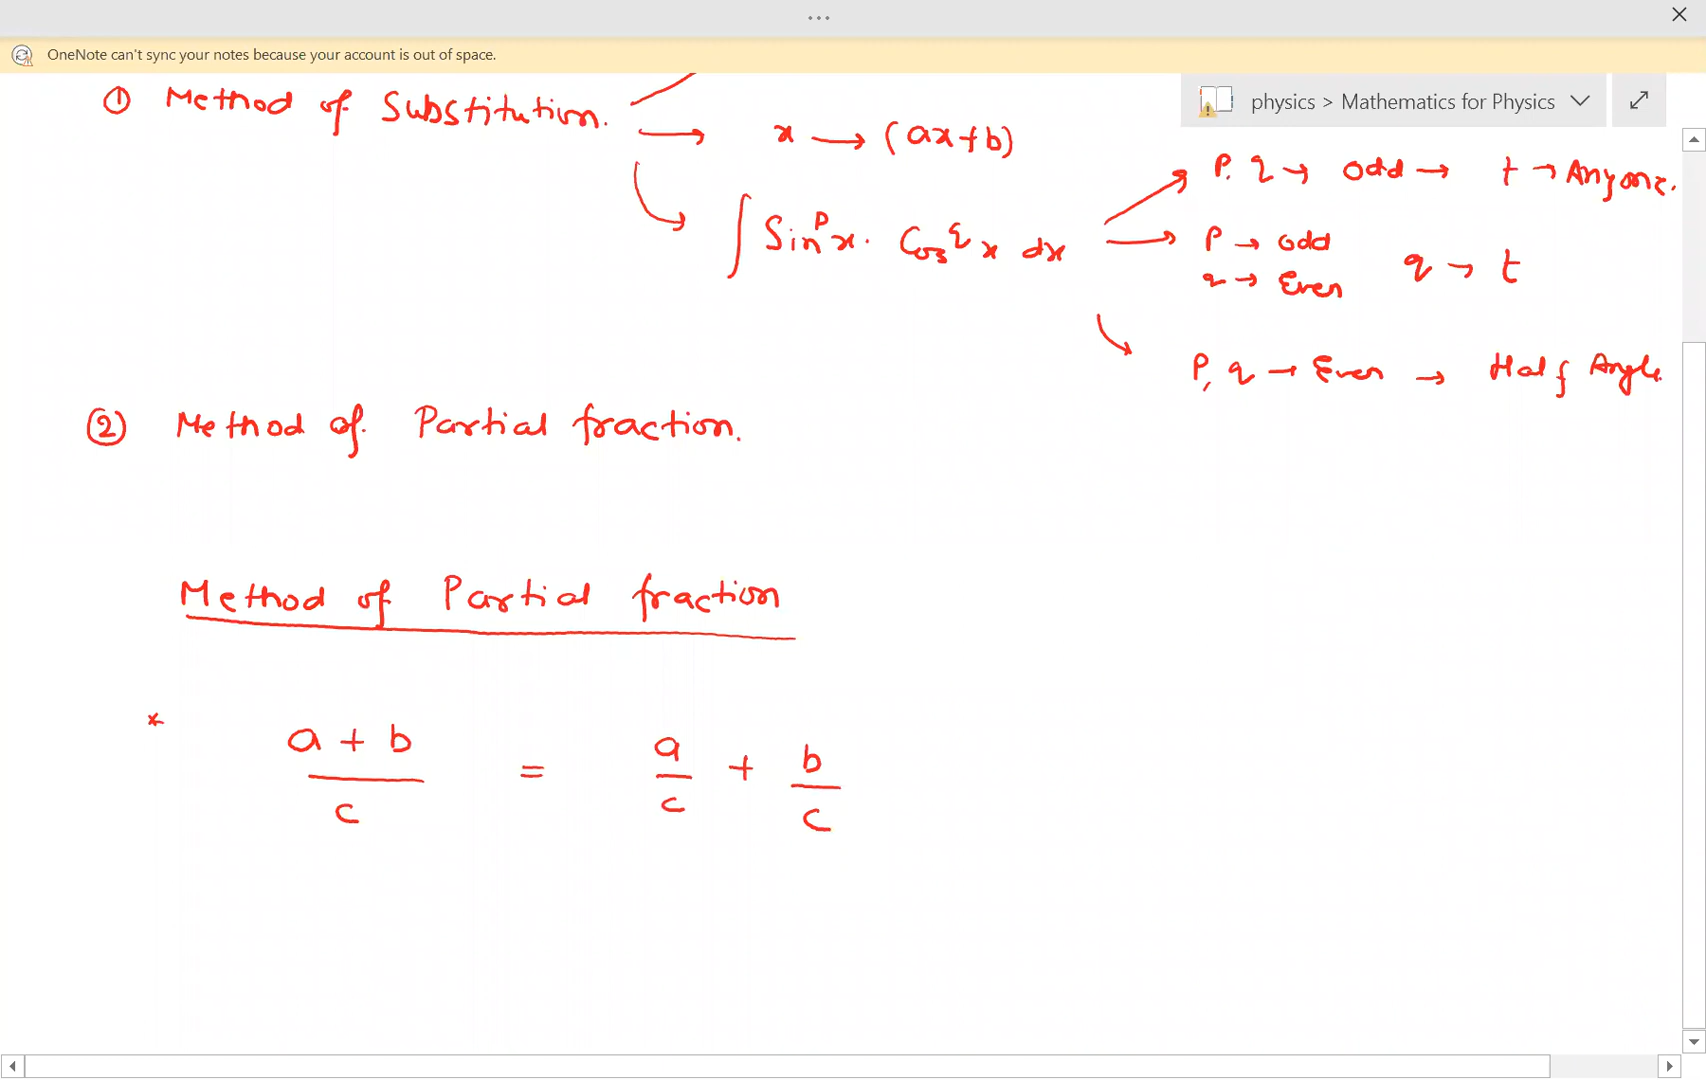 OneNote can't sync your notes because your account is out of space.
physics > Mathematics for Physics
① Method of Substitution.
x → (ax+b)
∫ Sin^p x · Cos^q x dx
P, q → odd → t → Anyone.
P → odd
q → Even
q → t
P, q → Even → Half Angle.
② Method of Partial fraction.
Method of Partial fraction
* (a + b)/c = a/c + b/c